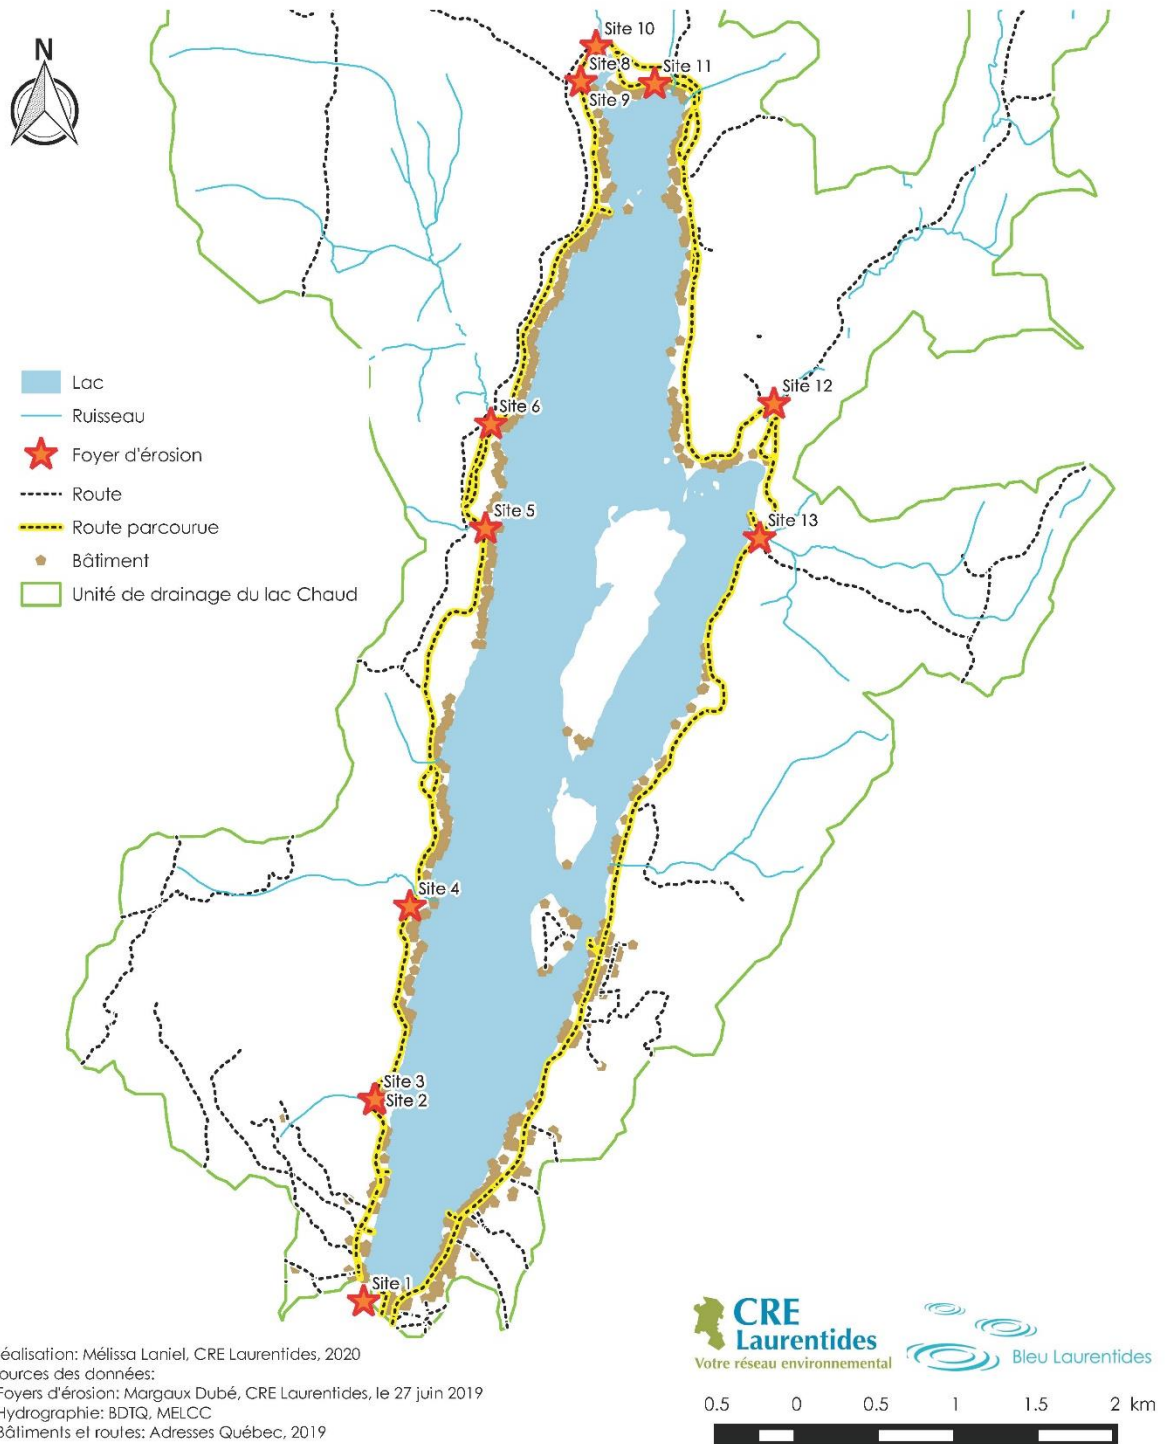 N
Site 10
Site 8
Site 11
Site 9
Site 12
Site 6
Site 5
Site 13
Site 4
Site 3
Site 2
Site 1
Lac
Ruisseau
Foyer d'érosion
Route
Route parcourue
Bâtiment
Unité de drainage du lac Chaud
éalisation: Mélissa Laniel, CRE Laurentides, 2020
ources des données:
Foyers d'érosion: Margaux Dubé, CRE Laurentides, le 27 juin 2019
Hydrographie: BDTQ, MELCC
Bâtiments et routes: Adresses Québec, 2019
CRE
Laurentides
Votre réseau environnemental
Bleu Laurentides
0.5 0 0.5 1 1.5 2 km